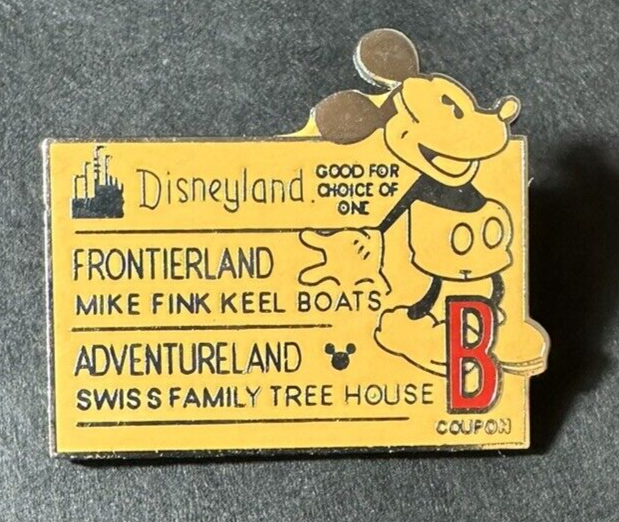 Disneyland
GOOD FOR
CHOICE OF
ONE
FRONTIERLAND
MIKE FINK KEEL BOATS
ADVENTURELAND
SWISS FAMILY TREE HOUSE
B
COUPON